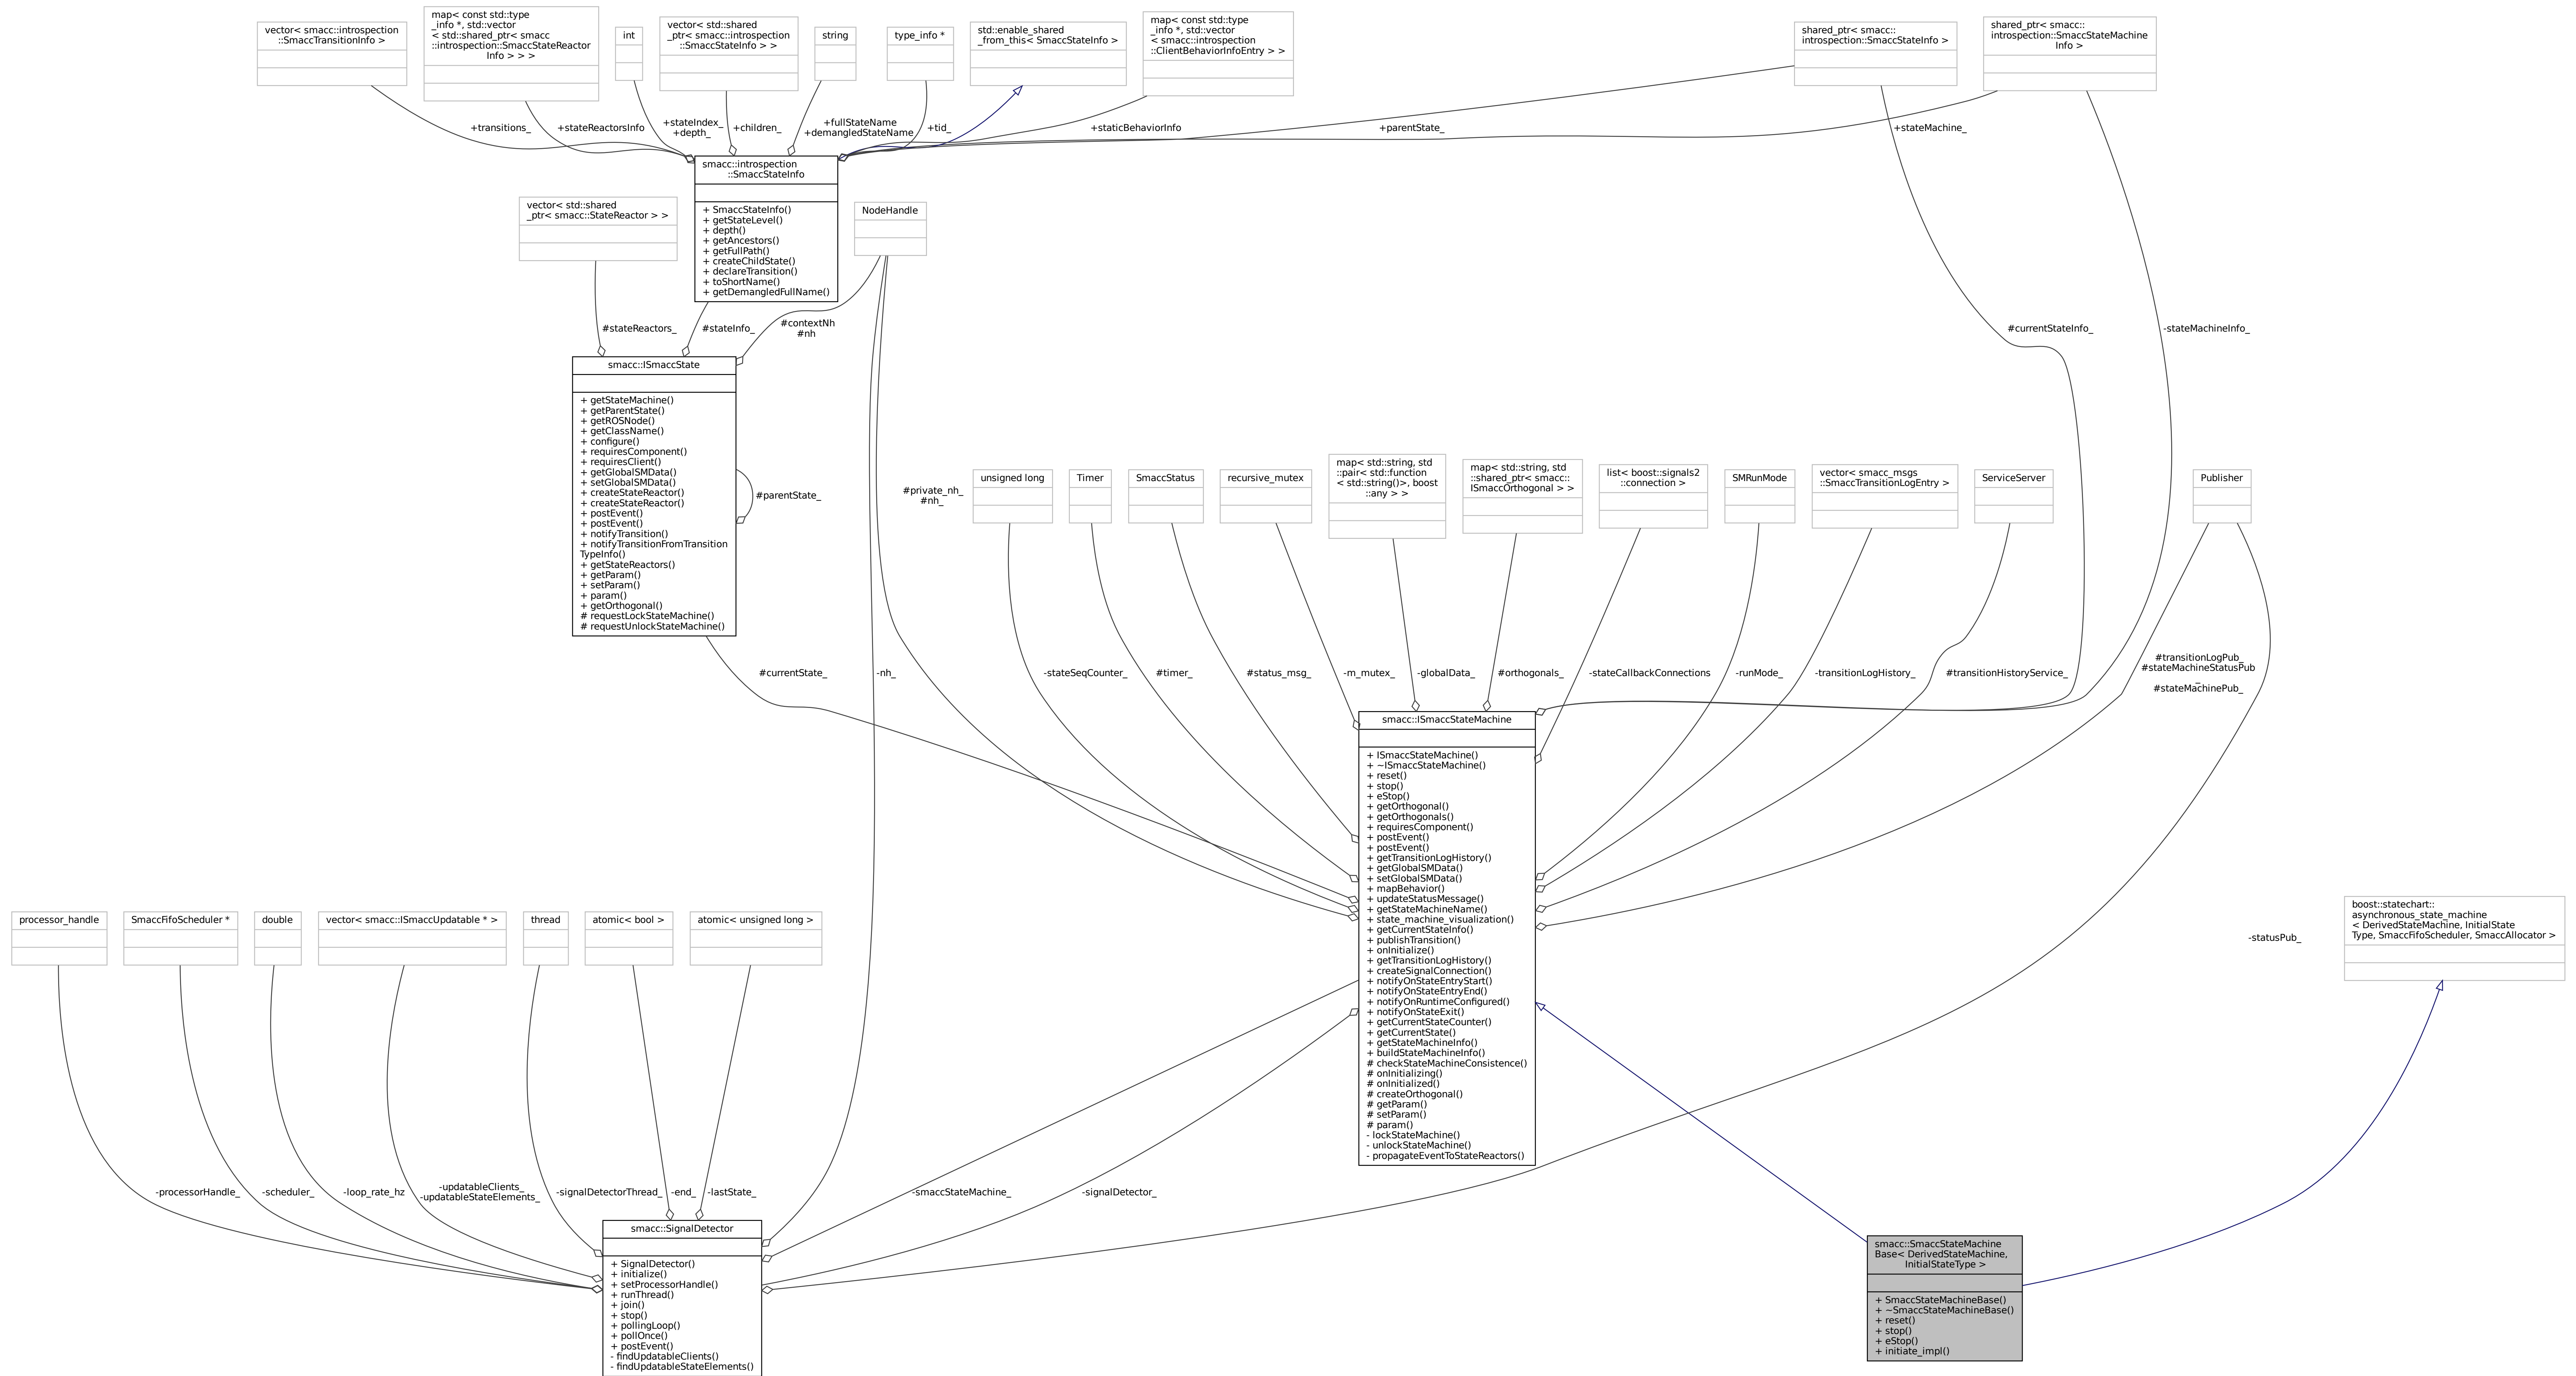 vector< smacc::introspection
::SmaccTransitionInfo >
map< const std::type
_info *, std::vector
< std::shared_ptr< smacc
::introspection::SmaccStateReactor
Info > > >
int
vector< std::shared
_ptr< smacc::introspection
::SmaccStateInfo > >
string
type_info *
std::enable_shared
_from_this< SmaccStateInfo >
map< const std::type
_info *, std::vector
< smacc::introspection
::ClientBehaviorInfoEntry > >
shared_ptr< smacc::
introspection::SmaccStateInfo >
shared_ptr< smacc::
introspection::SmaccStateMachine
Info >
+transitions_
+stateReactorsInfo
+stateIndex_
+depth_
+children_
+fullStateName
+demangledStateName
+tid_
+staticBehaviorInfo
+parentState_
+stateMachine_
smacc::introspection
::SmaccStateInfo
+ SmaccStateInfo()
+ getStateLevel()
+ depth()
+ getAncestors()
+ getFullPath()
+ createChildState()
+ declareTransition()
+ toShortName()
+ getDemangledFullName()
vector< std::shared
_ptr< smacc::StateReactor > >
NodeHandle
#stateReactors_
#stateInfo_
#contextNh
#nh
#currentStateInfo_
-stateMachineInfo_
smacc::ISmaccState
+ getStateMachine()
+ getParentState()
+ getROSNode()
+ getClassName()
+ configure()
+ requiresComponent()
+ requiresClient()
+ getGlobalSMData()
+ setGlobalSMData()
+ createStateReactor()
+ createStateReactor()
+ postEvent()
+ postEvent()
+ notifyTransition()
+ notifyTransitionFromTransition
TypeInfo()
+ getStateReactors()
+ getParam()
+ setParam()
+ param()
+ getOrthogonal()
# requestLockStateMachine()
# requestUnlockStateMachine()
#parentState_
#private_nh_
#nh_
unsigned long
Timer
SmaccStatus
recursive_mutex
map< std::string, std
::pair< std::function
< std::string()>, boost
::any > >
map< std::string, std
::shared_ptr< smacc::
ISmaccOrthogonal > >
list< boost::signals2
::connection >
SMRunMode
vector< smacc_msgs
::SmaccTransitionLogEntry >
ServiceServer
Publisher
#currentState_
-nh_
-stateSeqCounter_
#timer_
#status_msg_
-m_mutex_
-globalData_
#orthogonals_
-stateCallbackConnections
-runMode_
-transitionLogHistory_
#transitionHistoryService_
#transitionLogPub_
#stateMachineStatusPub
_
#stateMachinePub_
smacc::ISmaccStateMachine
+ ISmaccStateMachine()
+ ~ISmaccStateMachine()
+ reset()
+ stop()
+ eStop()
+ getOrthogonal()
+ getOrthogonals()
+ requiresComponent()
+ postEvent()
+ postEvent()
+ getTransitionLogHistory()
+ getGlobalSMData()
+ setGlobalSMData()
+ mapBehavior()
+ updateStatusMessage()
+ getStateMachineName()
+ state_machine_visualization()
+ getCurrentStateInfo()
+ publishTransition()
+ onInitialize()
+ getTransitionLogHistory()
+ createSignalConnection()
+ notifyOnStateEntryStart()
+ notifyOnStateEntryEnd()
+ notifyOnRuntimeConfigured()
+ notifyOnStateExit()
+ getCurrentStateCounter()
+ getCurrentState()
+ getStateMachineInfo()
+ buildStateMachineInfo()
# checkStateMachineConsistence()
# onInitializing()
# onInitialized()
# createOrthogonal()
# getParam()
# setParam()
# param()
- lockStateMachine()
- unlockStateMachine()
- propagateEventToStateReactors()
processor_handle
SmaccFifoScheduler *
double
vector< smacc::ISmaccUpdatable * >
thread
atomic< bool >
atomic< unsigned long >
-statusPub_
boost::statechart::
asynchronous_state_machine
< DerivedStateMachine, InitialState
Type, SmaccFifoScheduler, SmaccAllocator >
-processorHandle_
-scheduler_
-loop_rate_hz
-updatableClients_
-updatableStateElements_
-signalDetectorThread_
-end_
-lastState_
-smaccStateMachine_
-signalDetector_
smacc::SignalDetector
+ SignalDetector()
+ initialize()
+ setProcessorHandle()
+ runThread()
+ join()
+ stop()
+ pollingLoop()
+ pollOnce()
+ postEvent()
- findUpdatableClients()
- findUpdatableStateElements()
smacc::SmaccStateMachine
Base< DerivedStateMachine,
InitialStateType >
+ SmaccStateMachineBase()
+ ~SmaccStateMachineBase()
+ reset()
+ stop()
+ eStop()
+ initiate_impl()